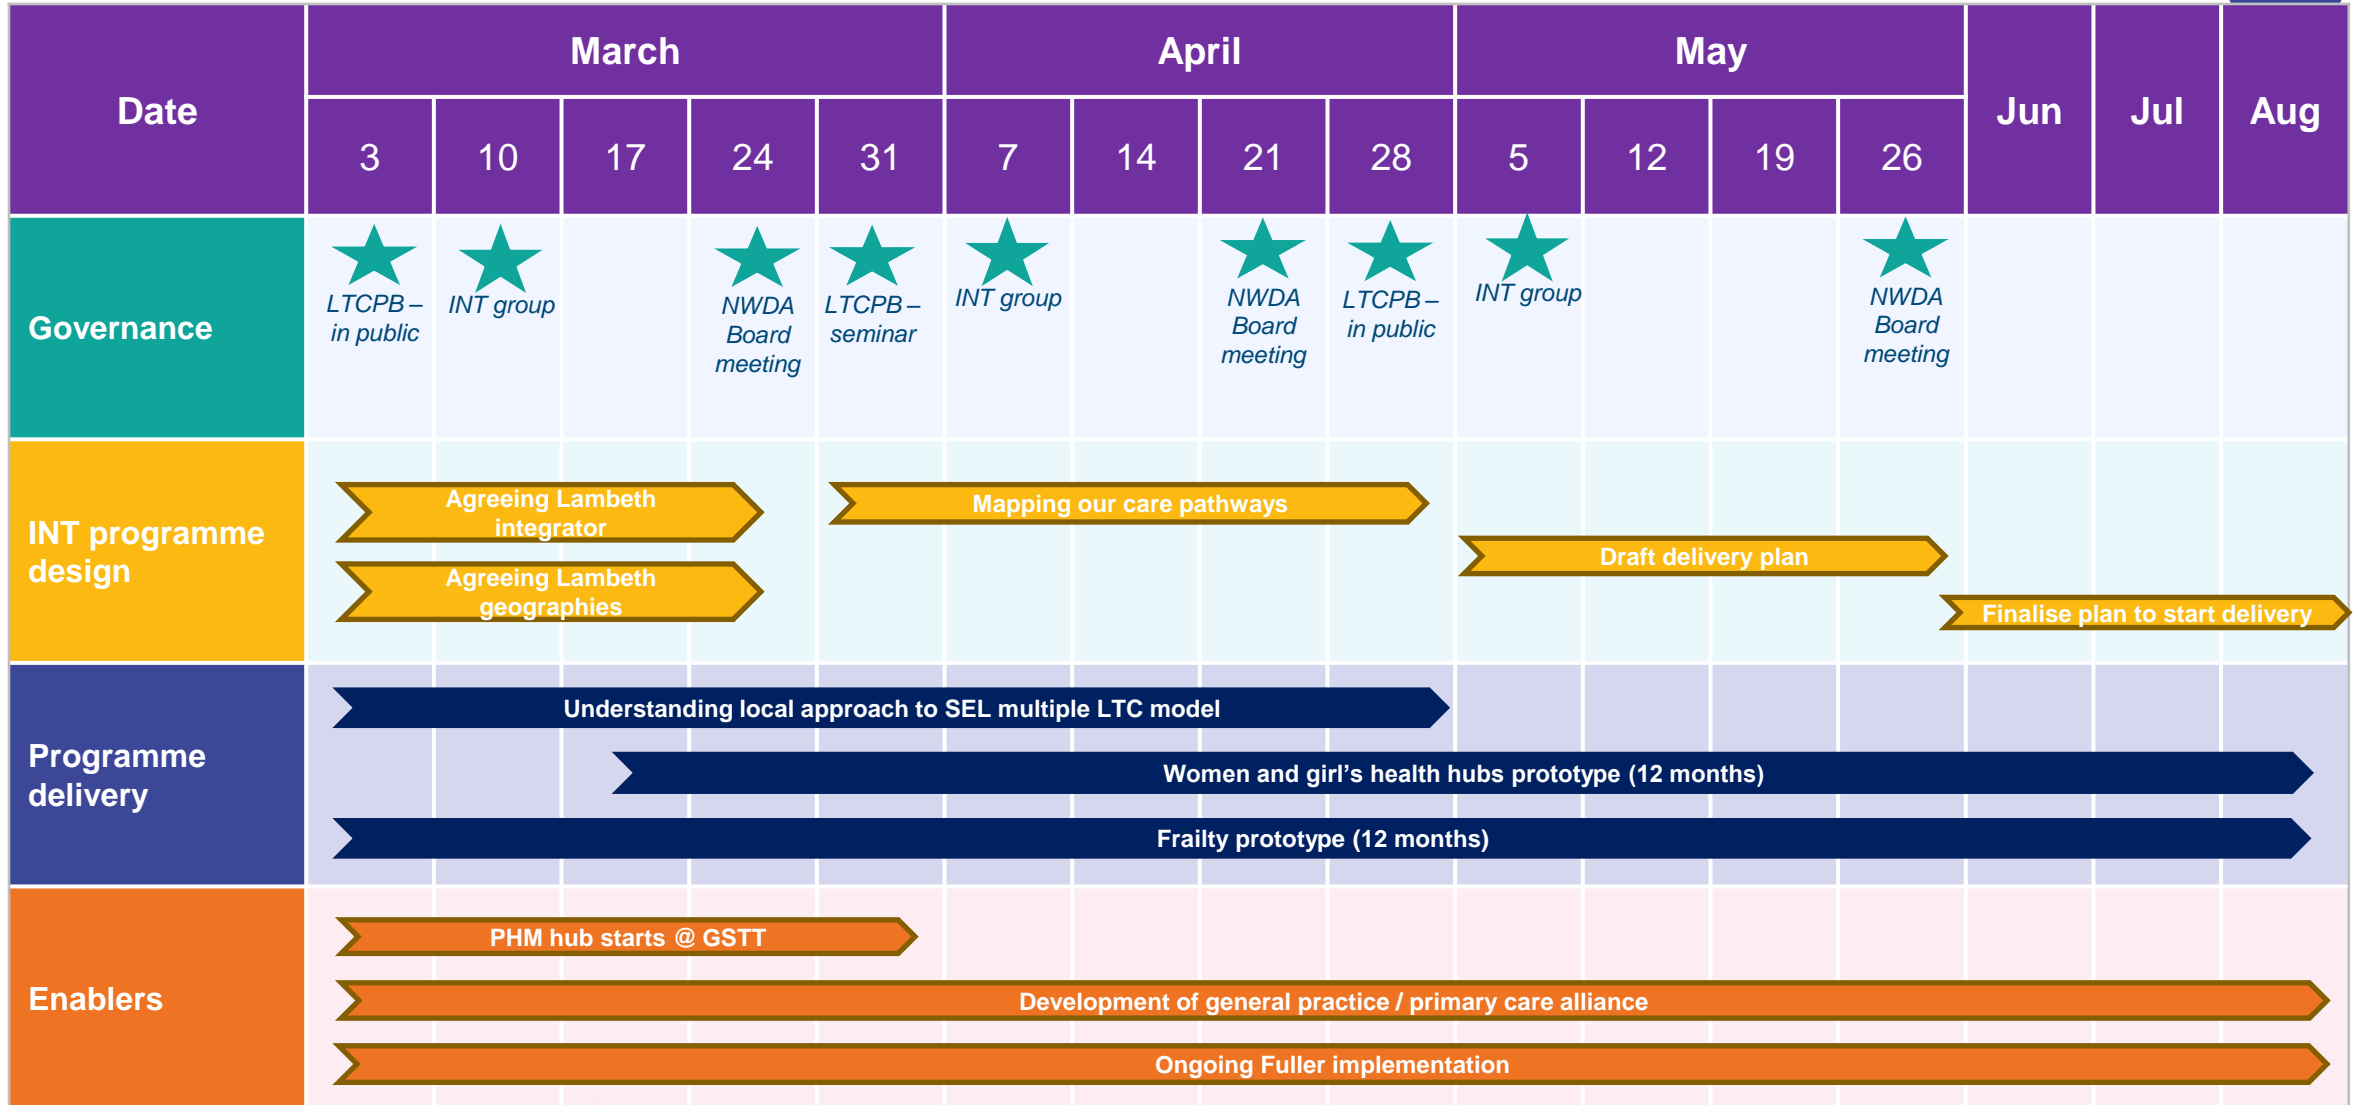 Date
March
April
May
Jun
Jul
Aug
3
10
17
24
31
7
14
21
28
5
12
19
26
Governance
LTCPB –
in public
INT group
NWDA
Board
meeting
LTCPB –
seminar
INT group
NWDA
Board
meeting
LTCPB –
in public
INT group
NWDA
Board
meeting
INT programme
design
Agreeing Lambeth
integrator
Mapping our care pathways
Agreeing Lambeth
geographies
Draft delivery plan
Finalise plan to start delivery
Programme
delivery
Understanding local approach to SEL multiple LTC model
Women and girl’s health hubs prototype (12 months)
Frailty prototype (12 months)
Enablers
PHM hub starts @ GSTT
Development of general practice / primary care alliance
Ongoing Fuller implementation